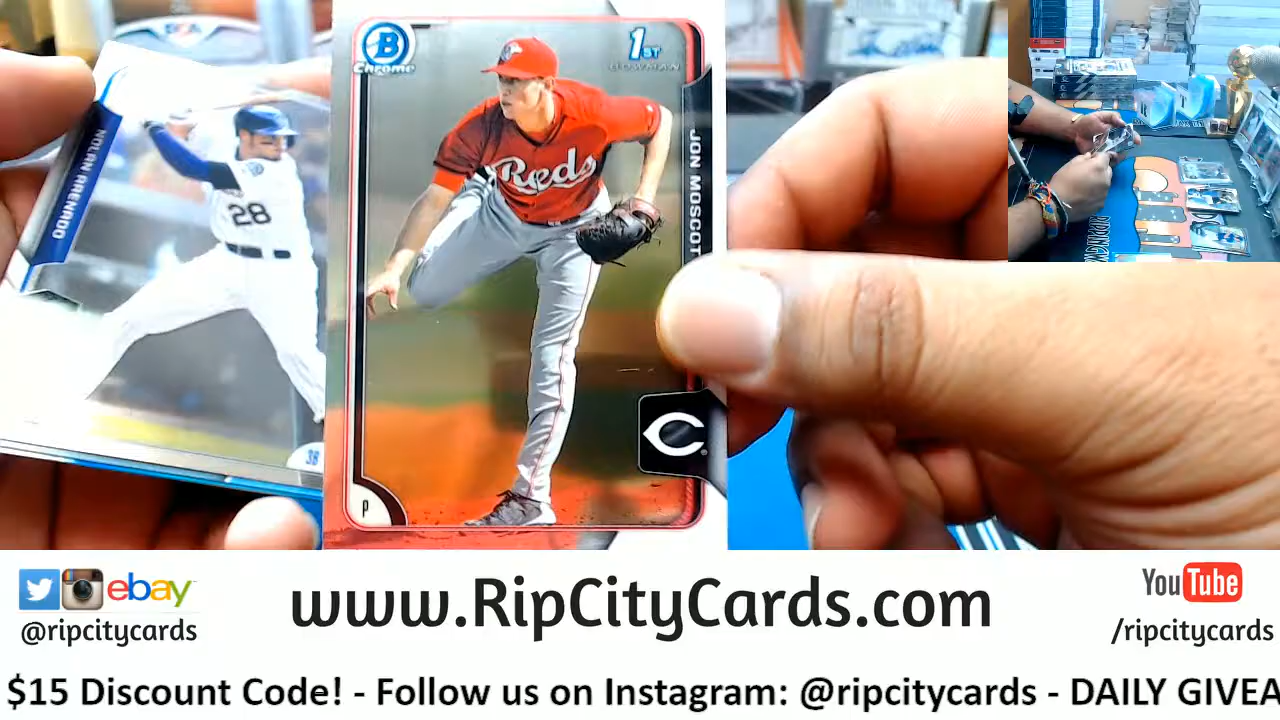 B
Chrome
1ST
BOWMAN
JON MOSCOT
Reds
C
P
NOLAN ARENADO
28
3B
ebay
@ripcitycards
www.RipCityCards.com
YouTube
/ripcitycards
$15 Discount Code! - Follow us on Instagram: @ripcitycards - DAILY GIVEA